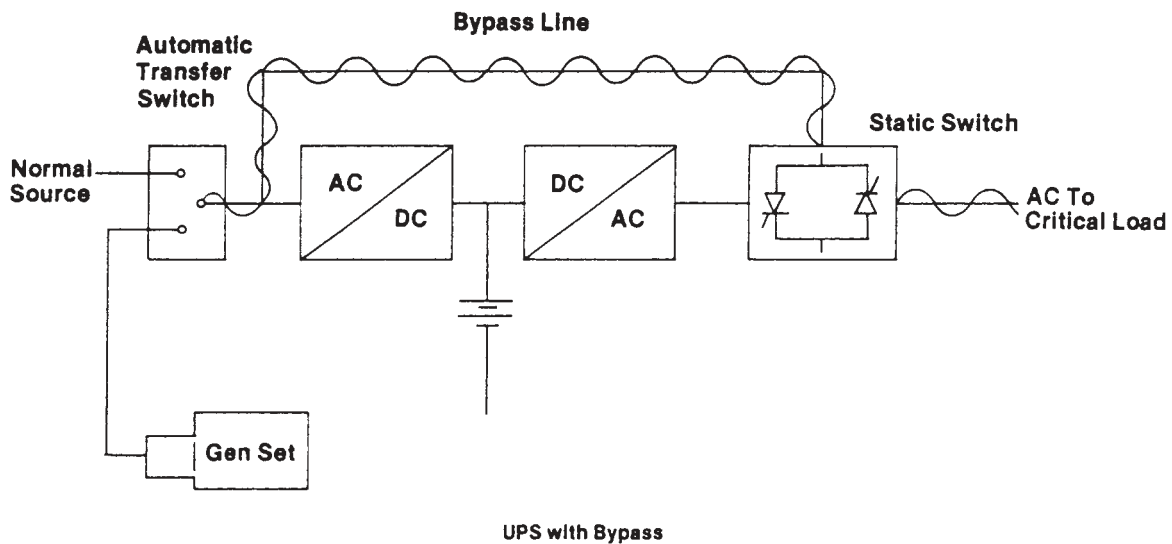 Bypass Line
Automatic
Transfer
Switch
Static Switch
Normal
Source
AC
DC
DC
AC
AC To
Critical Load
Gen Set
UPS with Bypass